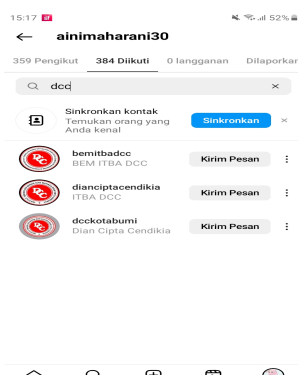 15:17
52%
ainimaharani30
359 Pengikut 384 Diikuti 0 langganan Dilaporkan
dcc
Sinkronkan kontak
Temukan orang yang
Anda kenal
Sinkronkan
bemitbadcc
BEM ITBA DCC
Kirim Pesan
dianciptacendikia
ITBA DCC
Kirim Pesan
dcckotabumi
Dian Cipta Cendikia
Kirim Pesan